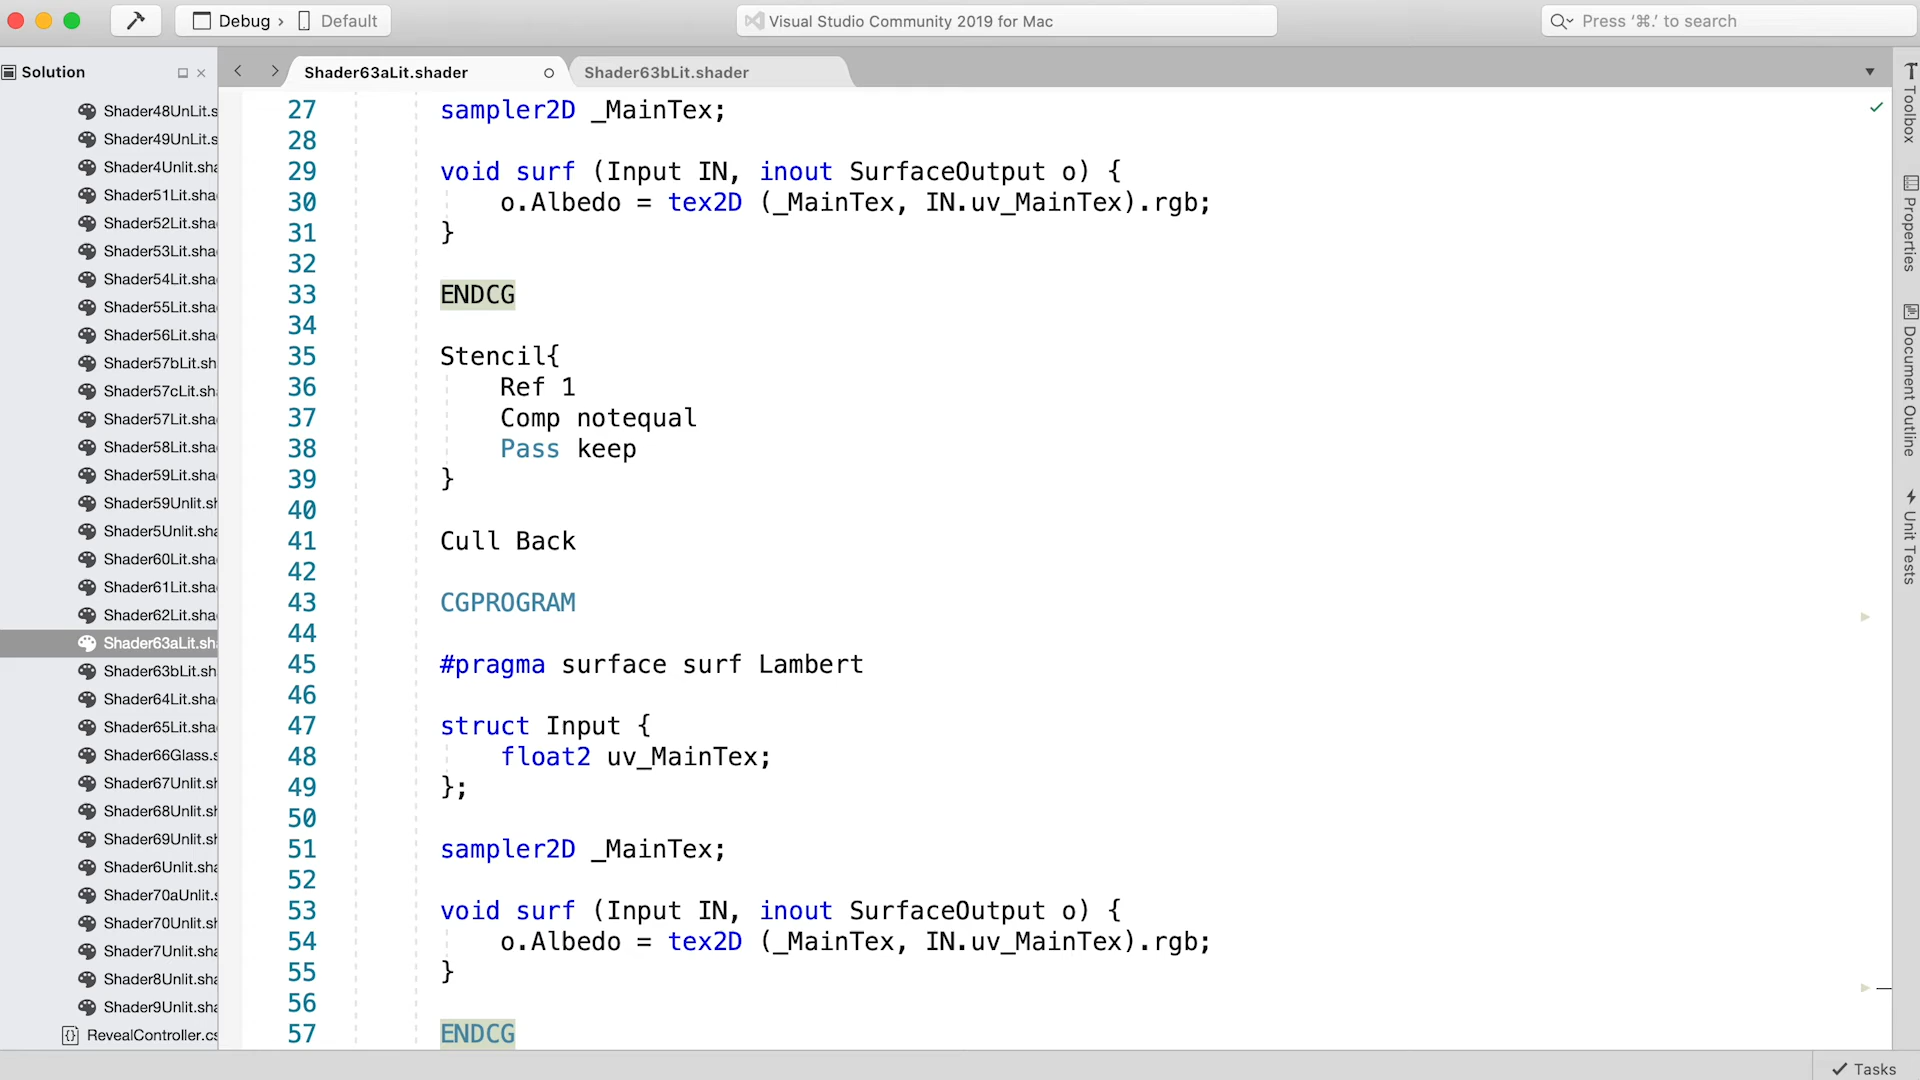 Debug › Default
Visual Studio Community 2019 for Mac
Press ‘⌘.’ to search
Solution
Shader63aLit.shader
Shader63bLit.shader
Shader48UnLit.s
Shader49UnLit.s
Shader4Unlit.sha
Shader51Lit.sha
Shader52Lit.sha
Shader53Lit.sha
Shader54Lit.sha
Shader55Lit.sha
Shader56Lit.sha
Shader57bLit.sh
Shader57cLit.sh
Shader57Lit.sha
Shader58Lit.sha
Shader59Lit.sha
Shader59Unlit.sh
Shader5Unlit.sha
Shader60Lit.sha
Shader61Lit.sha
Shader62Lit.sha
Shader63aLit.sh
Shader63bLit.sh
Shader64Lit.sha
Shader65Lit.sha
Shader66Glass.s
Shader67Unlit.sh
Shader68Unlit.sh
Shader69Unlit.sh
Shader6Unlit.sha
Shader70aUnlit.s
Shader70Unlit.sh
Shader7Unlit.sha
Shader8Unlit.sha
Shader9Unlit.sha
{} RevealController.cs
27 sampler2D _MainTex;
28
29 void surf (Input IN, inout SurfaceOutput o) {
30 o.Albedo = tex2D (_MainTex, IN.uv_MainTex).rgb;
31 }
32
33 ENDCG
34
35 Stencil{
36 Ref 1
37 Comp notequal
38 Pass keep
39 }
40
41 Cull Back
42
43 CGPROGRAM
44
45 #pragma surface surf Lambert
46
47 struct Input {
48 float2 uv_MainTex;
49 };
50
51 sampler2D _MainTex;
52
53 void surf (Input IN, inout SurfaceOutput o) {
54 o.Albedo = tex2D (_MainTex, IN.uv_MainTex).rgb;
55 }
56
57 ENDCG
Toolbox
Properties
Document Outline
Unit Tests
Tasks